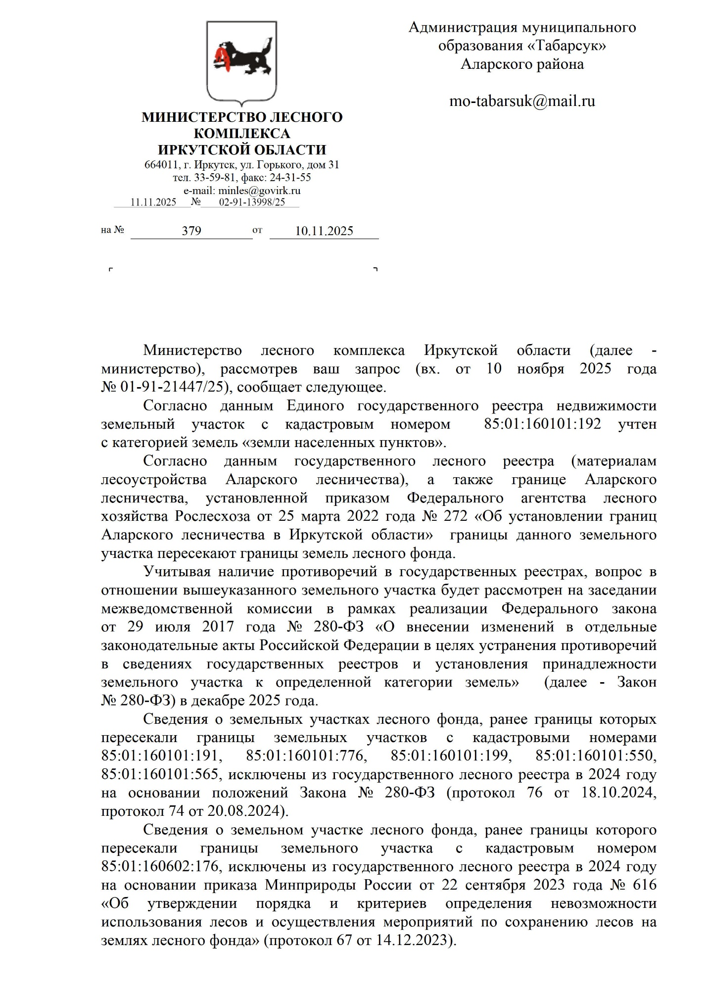 Администрация муниципального
образования «Табарсук»
Аларского района
mo-tabarsuk@mail.ru
МИНИСТЕРСТВО ЛЕСНОГО
КОМПЛЕКСА
ИРКУТСКОЙ ОБЛАСТИ
664011, г. Иркутск, ул. Горького, дом 31
тел. 33-59-81, факс: 24-31-55
e-mail: minles@govirk.ru
11.11.2025 № 02-91-13998/25
на № 379 от 10.11.2025
Министерство лесного комплекса Иркутской области (далее -
министерство), рассмотрев ваш запрос (вх. от 10 ноября 2025 года
№ 01-91-21447/25), сообщает следующее.
Согласно данным Единого государственного реестра недвижимости
земельный участок с кадастровым номером 85:01:160101:192 учтен
с категорией земель «земли населенных пунктов».
Согласно данным государственного лесного реестра (материалам
лесоустройства Аларского лесничества), а также границе Аларского
лесничества, установленной приказом Федерального агентства лесного
хозяйства Рослесхоза от 25 марта 2022 года № 272 «Об установлении границ
Аларского лесничества в Иркутской области» границы данного земельного
участка пересекают границы земель лесного фонда.
Учитывая наличие противоречий в государственных реестрах, вопрос в
отношении вышеуказанного земельного участка будет рассмотрен на заседании
межведомственной комиссии в рамках реализации Федерального закона
от 29 июля 2017 года № 280-ФЗ «О внесении изменений в отдельные
законодательные акты Российской Федерации в целях устранения противоречий
в сведениях государственных реестров и установления принадлежности
земельного участка к определенной категории земель» (далее - Закон
№ 280-ФЗ) в декабре 2025 года.
Сведения о земельных участках лесного фонда, ранее границы которых
пересекали границы земельных участков с кадастровыми номерами
85:01:160101:191, 85:01:160101:776, 85:01:160101:199, 85:01:160101:550,
85:01:160101:565, исключены из государственного лесного реестра в 2024 году
на основании положений Закона № 280-ФЗ (протокол 76 от 18.10.2024,
протокол 74 от 20.08.2024).
Сведения о земельном участке лесного фонда, ранее границы которого
пересекали границы земельного участка с кадастровым номером
85:01:160602:176, исключены из государственного лесного реестра в 2024 году
на основании приказа Минприроды России от 22 сентября 2023 года № 616
«Об утверждении порядка и критериев определения невозможности
использования лесов и осуществления мероприятий по сохранению лесов на
землях лесного фонда» (протокол 67 от 14.12.2023).